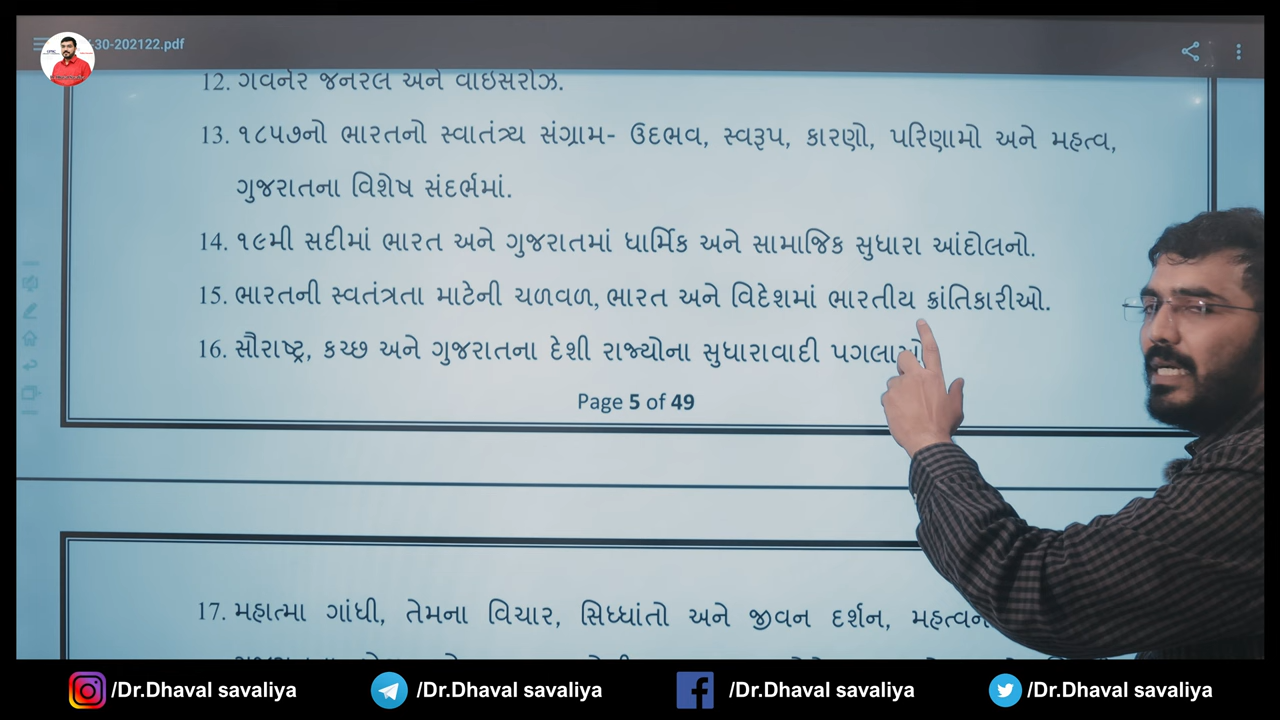 30-202122.pdf
12. ગવર્નર જનરલ અને વાઇસરોઝ.
13. ૧૮૫૭નો ભારતનો સ્વાતંત્ર્ય સંગ્રામ- ઉદભવ, સ્વરૂપ, કારણો, પરિણામો અને મહત્વ,
ગુજરાતના વિશેષ સંદર્ભમાં.
14. ૧૯મી સદીમાં ભારત અને ગુજરાતમાં ધાર્મિક અને સામાજિક સુધારા આંદોલનો.
15. ભારતની સ્વતંત્રતા માટેની ચળવળ, ભારત અને વિદેશમાં ભારતીય ક્રાંતિકારીઓ.
16. સૌરાષ્ટ્ર, કચ્છ અને ગુજરાતના દેશી રાજ્યોના સુધારાવાદી પગલાઓ
Page 5 of 49
17. મહાત્મા ગાંધી, તેમના વિચાર, સિધ્ધાંતો અને જીવન દર્શન,
/Dr.Dhaval savaliya /Dr.Dhaval savaliya /Dr.Dhaval savaliya /Dr.Dhaval savaliya